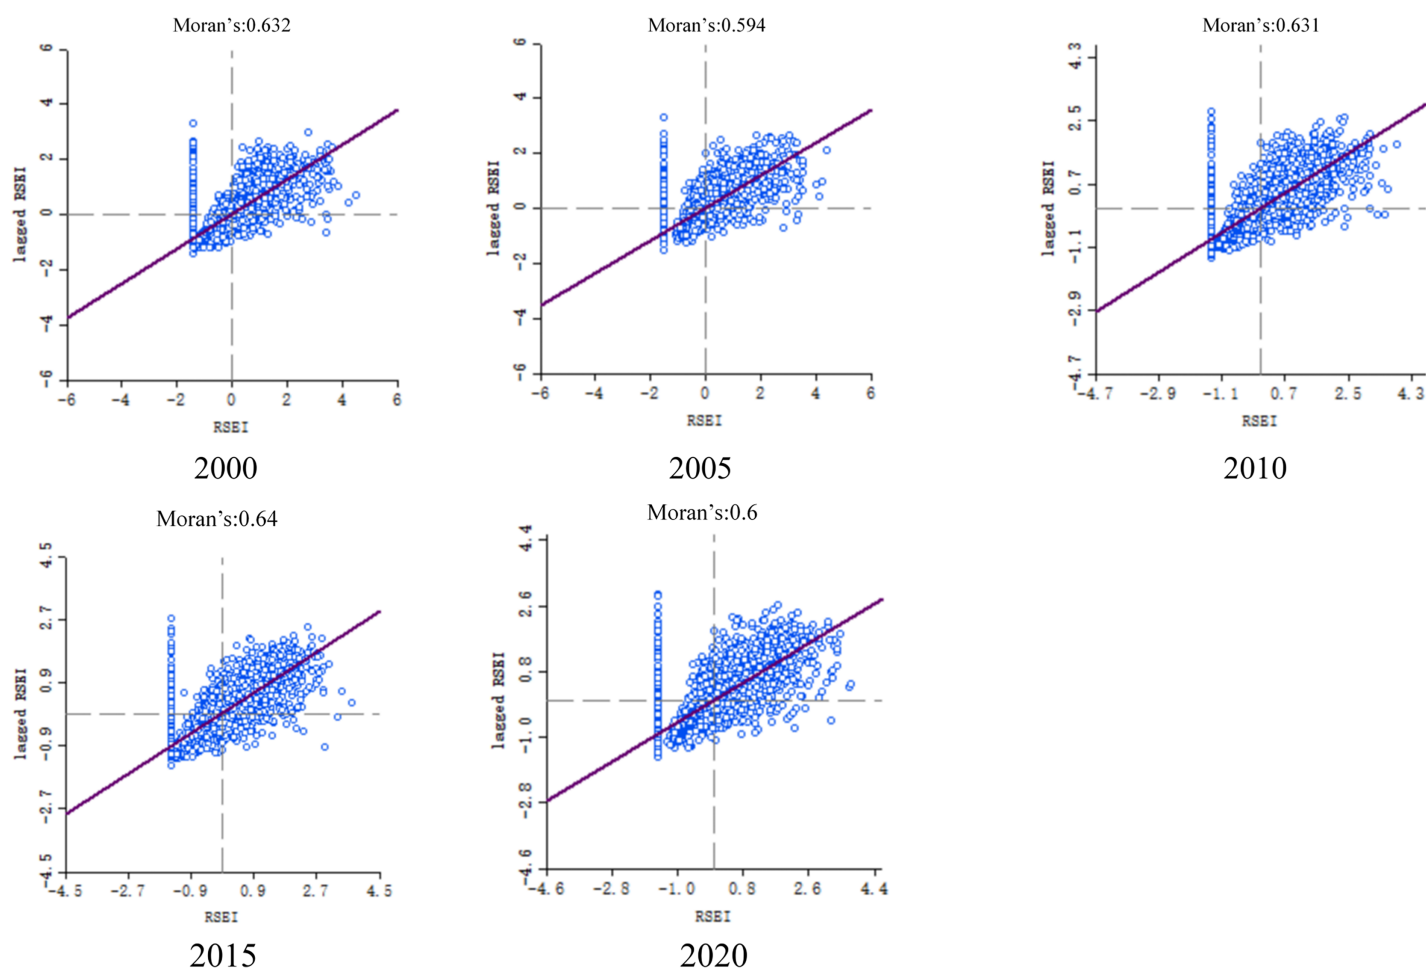 Moran's:0.632
6
4
2
0
-2
-4
-6
lagged RSEI
-6 -4 -2 0 2 4 6
RSEI
2000
Moran's:0.594
6
4
2
0
-2
-4
-6
lagged RSEI
-6 -4 -2 0 2 4 6
RSEI
2005
Moran's:0.631
4.3
2.5
0.7
-1.1
-2.9
-4.7
lagged RSEI
-4.7 -2.9 -1.1 0.7 2.5 4.3
RSEI
2010
Moran's:0.64
4.5
2.7
0.9
-0.9
-2.7
-4.5
lagged RSEI
-4.5 -2.7 -0.9 0.9 2.7 4.5
RSEI
2015
Moran's:0.6
4.4
2.6
0.8
-1.0
-2.8
-4.6
lagged RSEI
-4.6 -2.8 -1.0 0.8 2.6 4.4
RSEI
2020